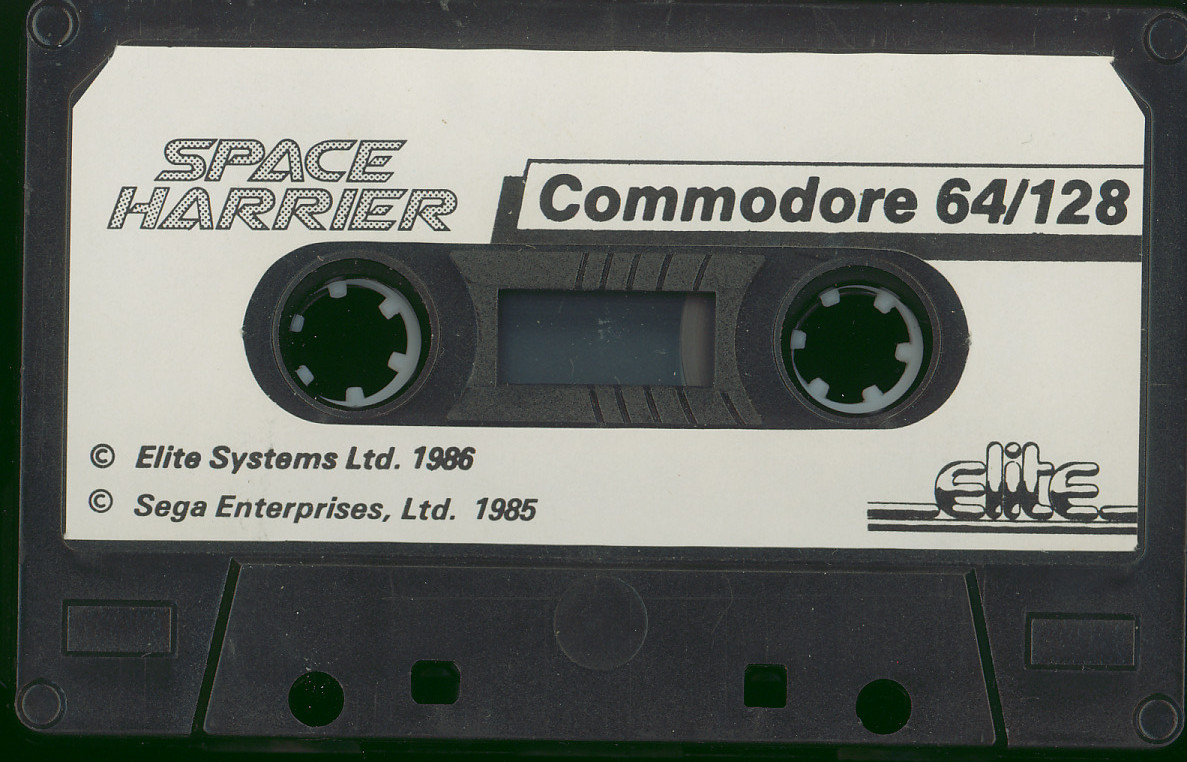 SPACE
HARRIER
Commodore 64/128
© Elite Systems Ltd. 1986
© Sega Enterprises, Ltd. 1985
elite